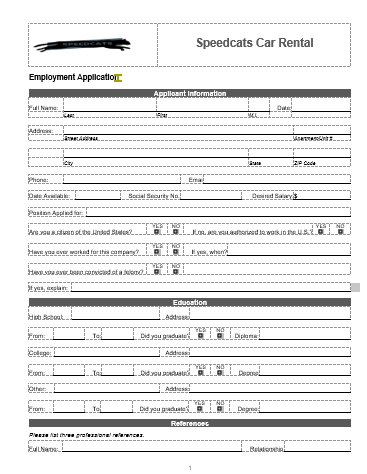 SPEEDCATS
Speedcats Car Rental
Employment Application
Applicant Information
Full Name: Date:
Last First M.I.
Address:
Street Address Apartment/Unit #
City State ZIP Code
Phone: Email
Date Available: Social Security No. Desired Salary:$
Position Applied for:
YES NO YES NO
Are you a citizen of the United States? If no, are you authorized to work in the U.S.?
YES NO
Have you ever worked for this company? If yes, when?
YES NO
Have you ever been convicted of a felony?
If yes, explain:
Education
High School: Address:
YES NO
From: To: Did you graduate? Diploma:
College: Address:
YES NO
From: To: Did you graduate? Degree:
Other: Address:
YES NO
From: To: Did you graduate? Degree:
References
Please list three professional references.
Full Name: Relationship:
1